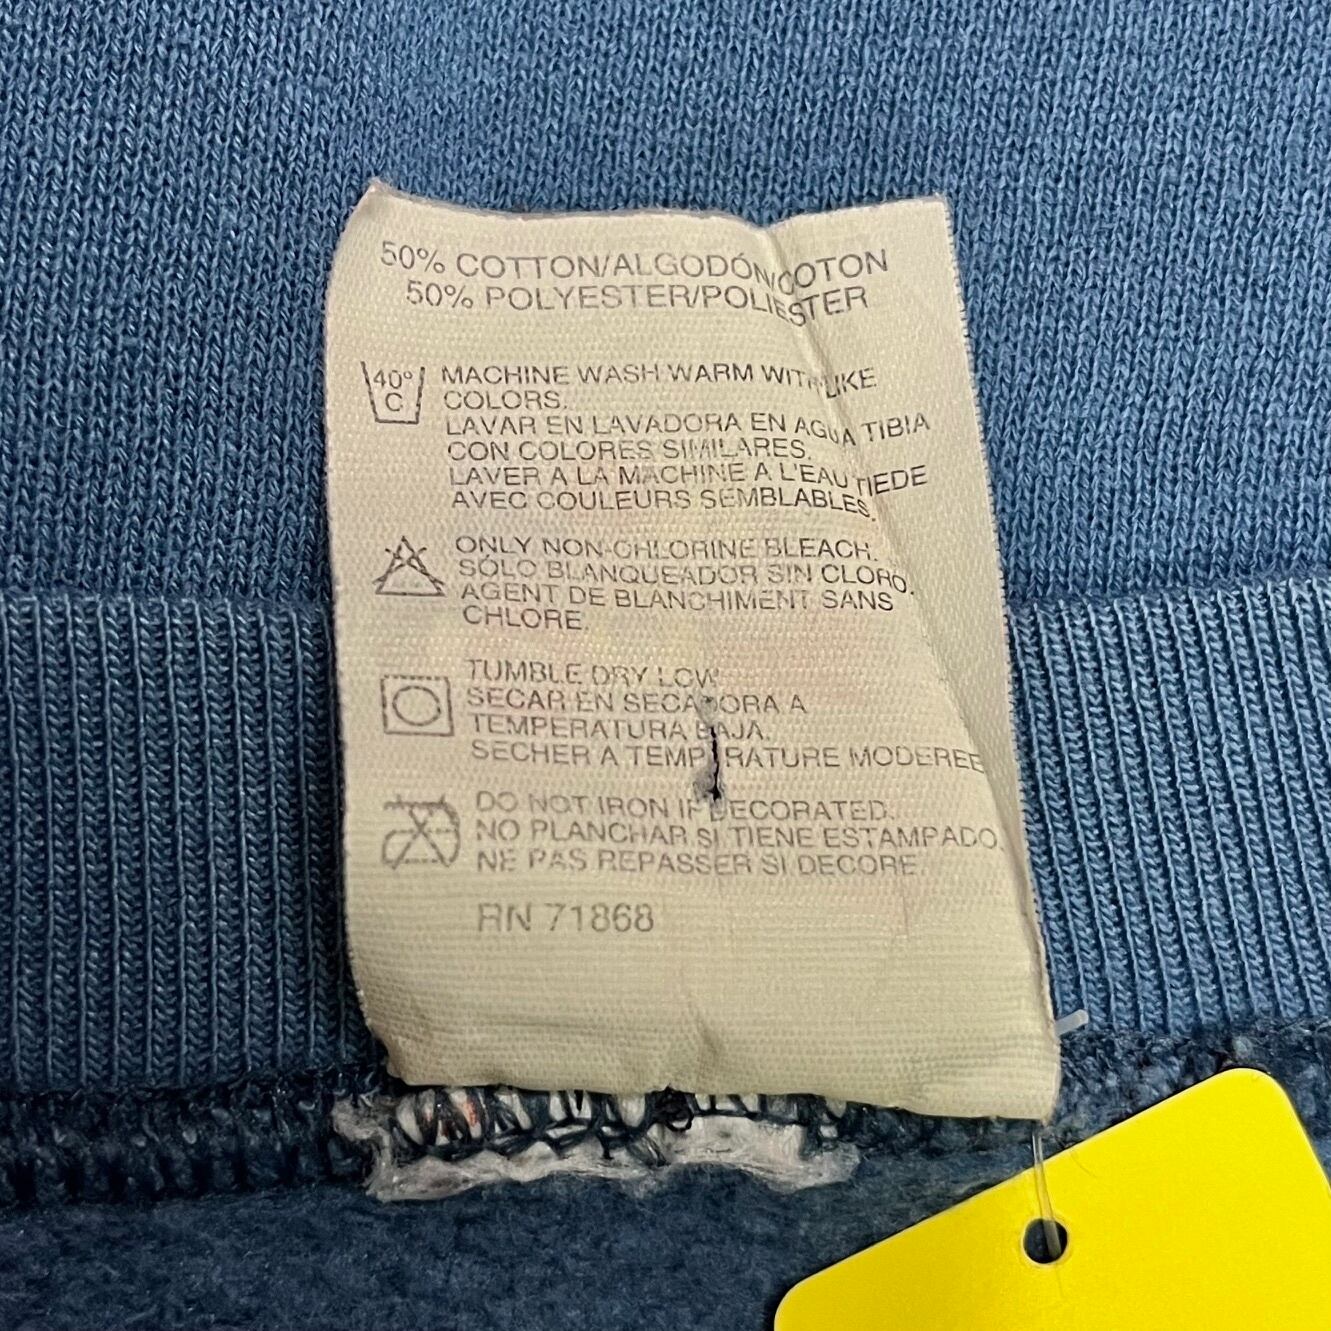 50% COTTON/ALGODÓN/COTON
50% POLYESTER/POLIESTER
40°
C
MACHINE WASH WARM WITH LIKE
COLORS.
LAVAR EN LAVADORA EN AGUA TIBIA
CON COLORES SIMILARES.
LAVER A LA MACHINE A L'EAU TIEDE
AVEC COULEURS SEMBLABLES.
ONLY NON-CHLORINE BLEACH.
SÓLO BLANQUEADOR SIN CLORO.
AGENT DE BLANCHIMENT SANS
CHLORE.
TUMBLE DRY LOW
SECAR EN SECADORA A
TEMPERATURA BAJA.
SECHER A TEMPERATURE MODEREE
DO NOT IRON IF DECORATED.
NO PLANCHAR SI TIENE ESTAMPADO.
NE PAS REPASSER SI DECORE.
RN 71868